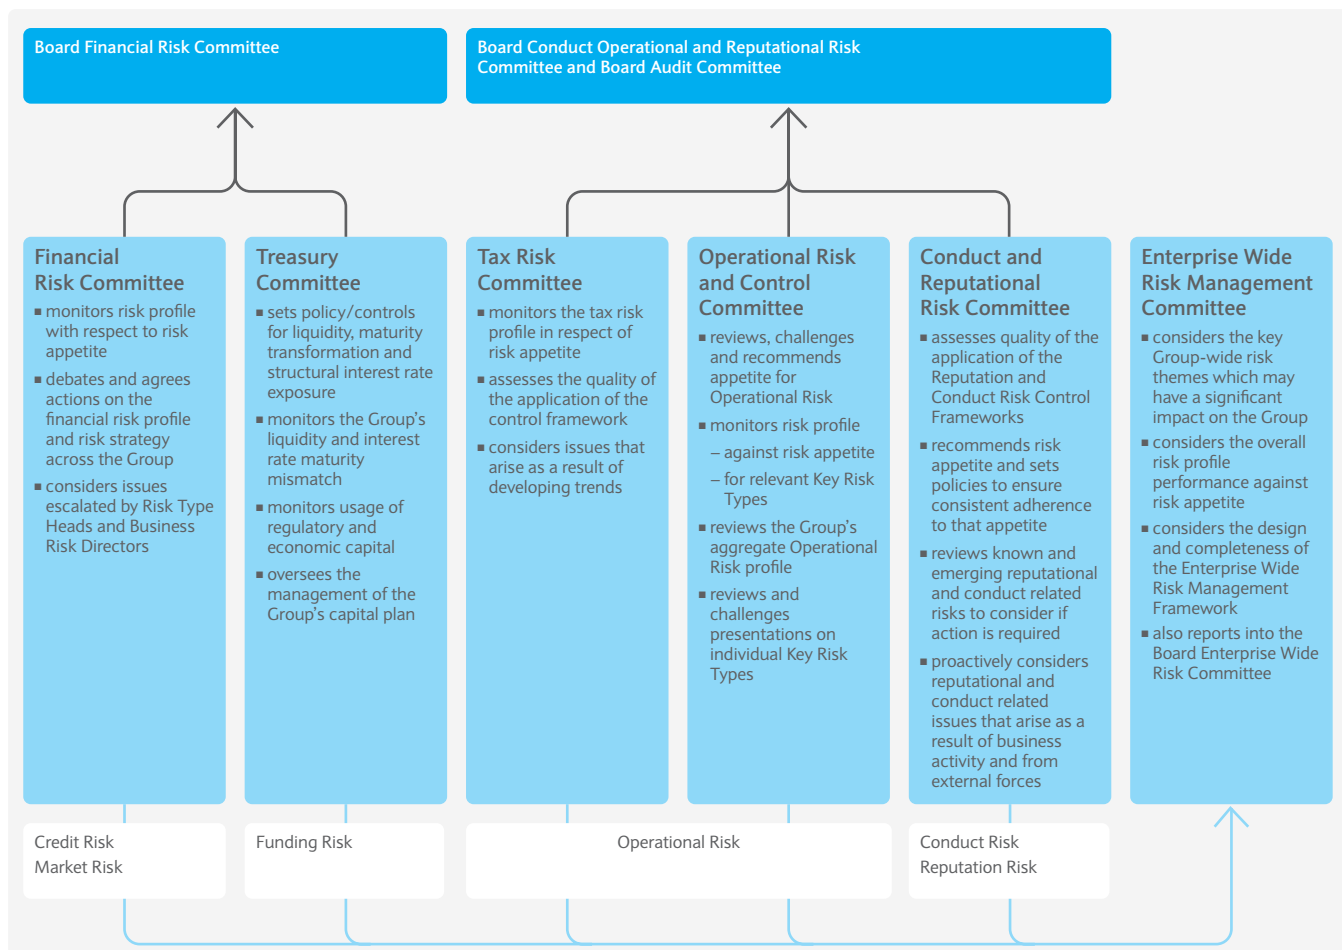 Board Financial Risk Committee
Board Conduct Operational and Reputational Risk
Committee and Board Audit Committee
Financial
Risk Committee
▪ monitors risk profile
with respect to risk
appetite
▪ debates and agrees
actions on the
financial risk profile
and risk strategy
across the Group
▪ considers issues
escalated by Risk Type
Heads and Business
Risk Directors
Treasury
Committee
▪ sets policy/controls
for liquidity, maturity
transformation and
structural interest rate
exposure
▪ monitors the Group’s
liquidity and interest
rate maturity
mismatch
▪ monitors usage of
regulatory and
economic capital
▪ oversees the
management of the
Group’s capital plan
Tax Risk
Committee
▪ monitors the tax risk
profile in respect of
risk appetite
▪ assesses the quality of
the application of the
control framework
▪ considers issues that
arise as a result of
developing trends
Operational Risk
and Control
Committee
▪ reviews, challenges
and recommends
appetite for
Operational Risk
▪ monitors risk profile
– against risk appetite
– for relevant Key Risk
Types
▪ reviews the Group’s
aggregate Operational
Risk profile
▪ reviews and
challenges
presentations on
individual Key Risk
Types
Conduct and
Reputational
Risk Committee
▪ assesses quality of the
application of the
Reputation and
Conduct Risk Control
Frameworks
▪ recommends risk
appetite and sets
policies to ensure
consistent adherence
to that appetite
▪ reviews known and
emerging reputational
and conduct related
risks to consider if
action is required
▪ proactively considers
reputational and
conduct related
issues that arise as a
result of business
activity and from
external forces
Enterprise Wide
Risk Management
Committee
▪ considers the key
Group-wide risk
themes which may
have a significant
impact on the Group
▪ considers the overall
risk profile
performance against
risk appetite
▪ considers the design
and completeness of
the Enterprise Wide
Risk Management
Framework
▪ also reports into the
Board Enterprise Wide
Risk Committee
Credit Risk
Market Risk
Funding Risk
Operational Risk
Conduct Risk
Reputation Risk